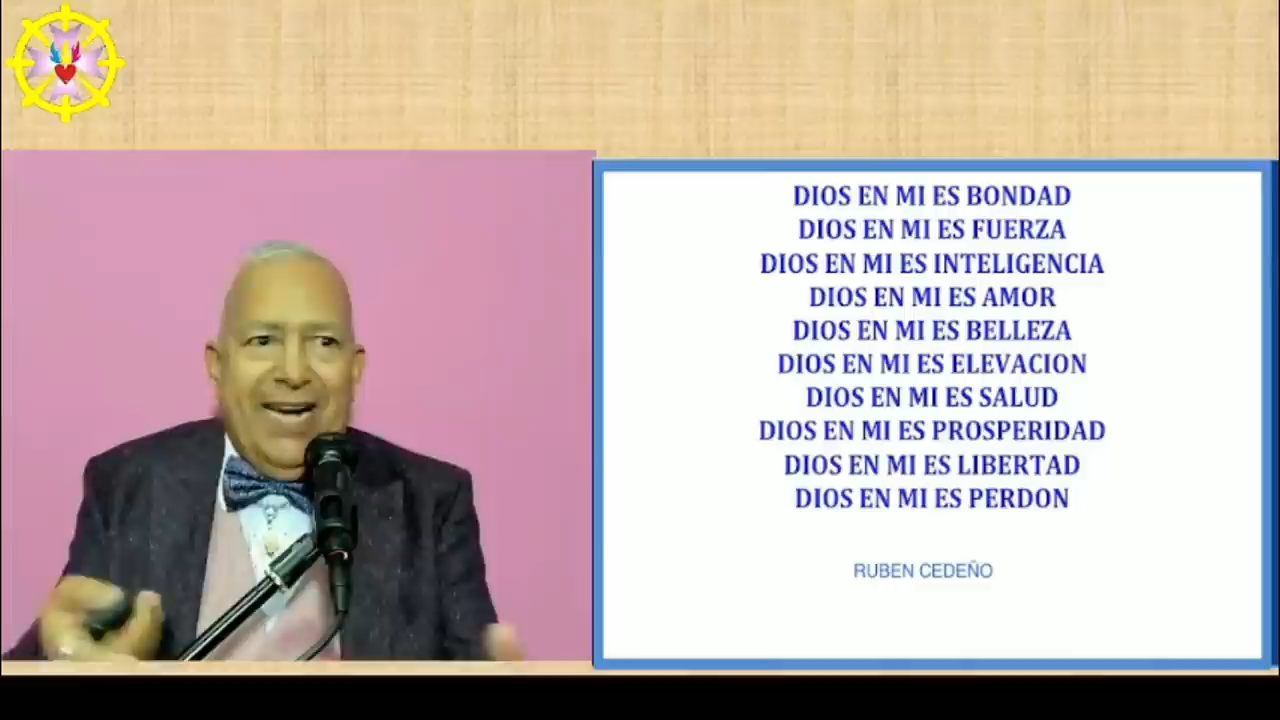 DIOS EN MI ES BONDAD
DIOS EN MI ES FUERZA
DIOS EN MI ES INTELIGENCIA
DIOS EN MI ES AMOR
DIOS EN MI ES BELLEZA
DIOS EN MI ES ELEVACION
DIOS EN MI ES SALUD
DIOS EN MI ES PROSPERIDAD
DIOS EN MI ES LIBERTAD
DIOS EN MI ES PERDON
RUBEN CEDEÑO